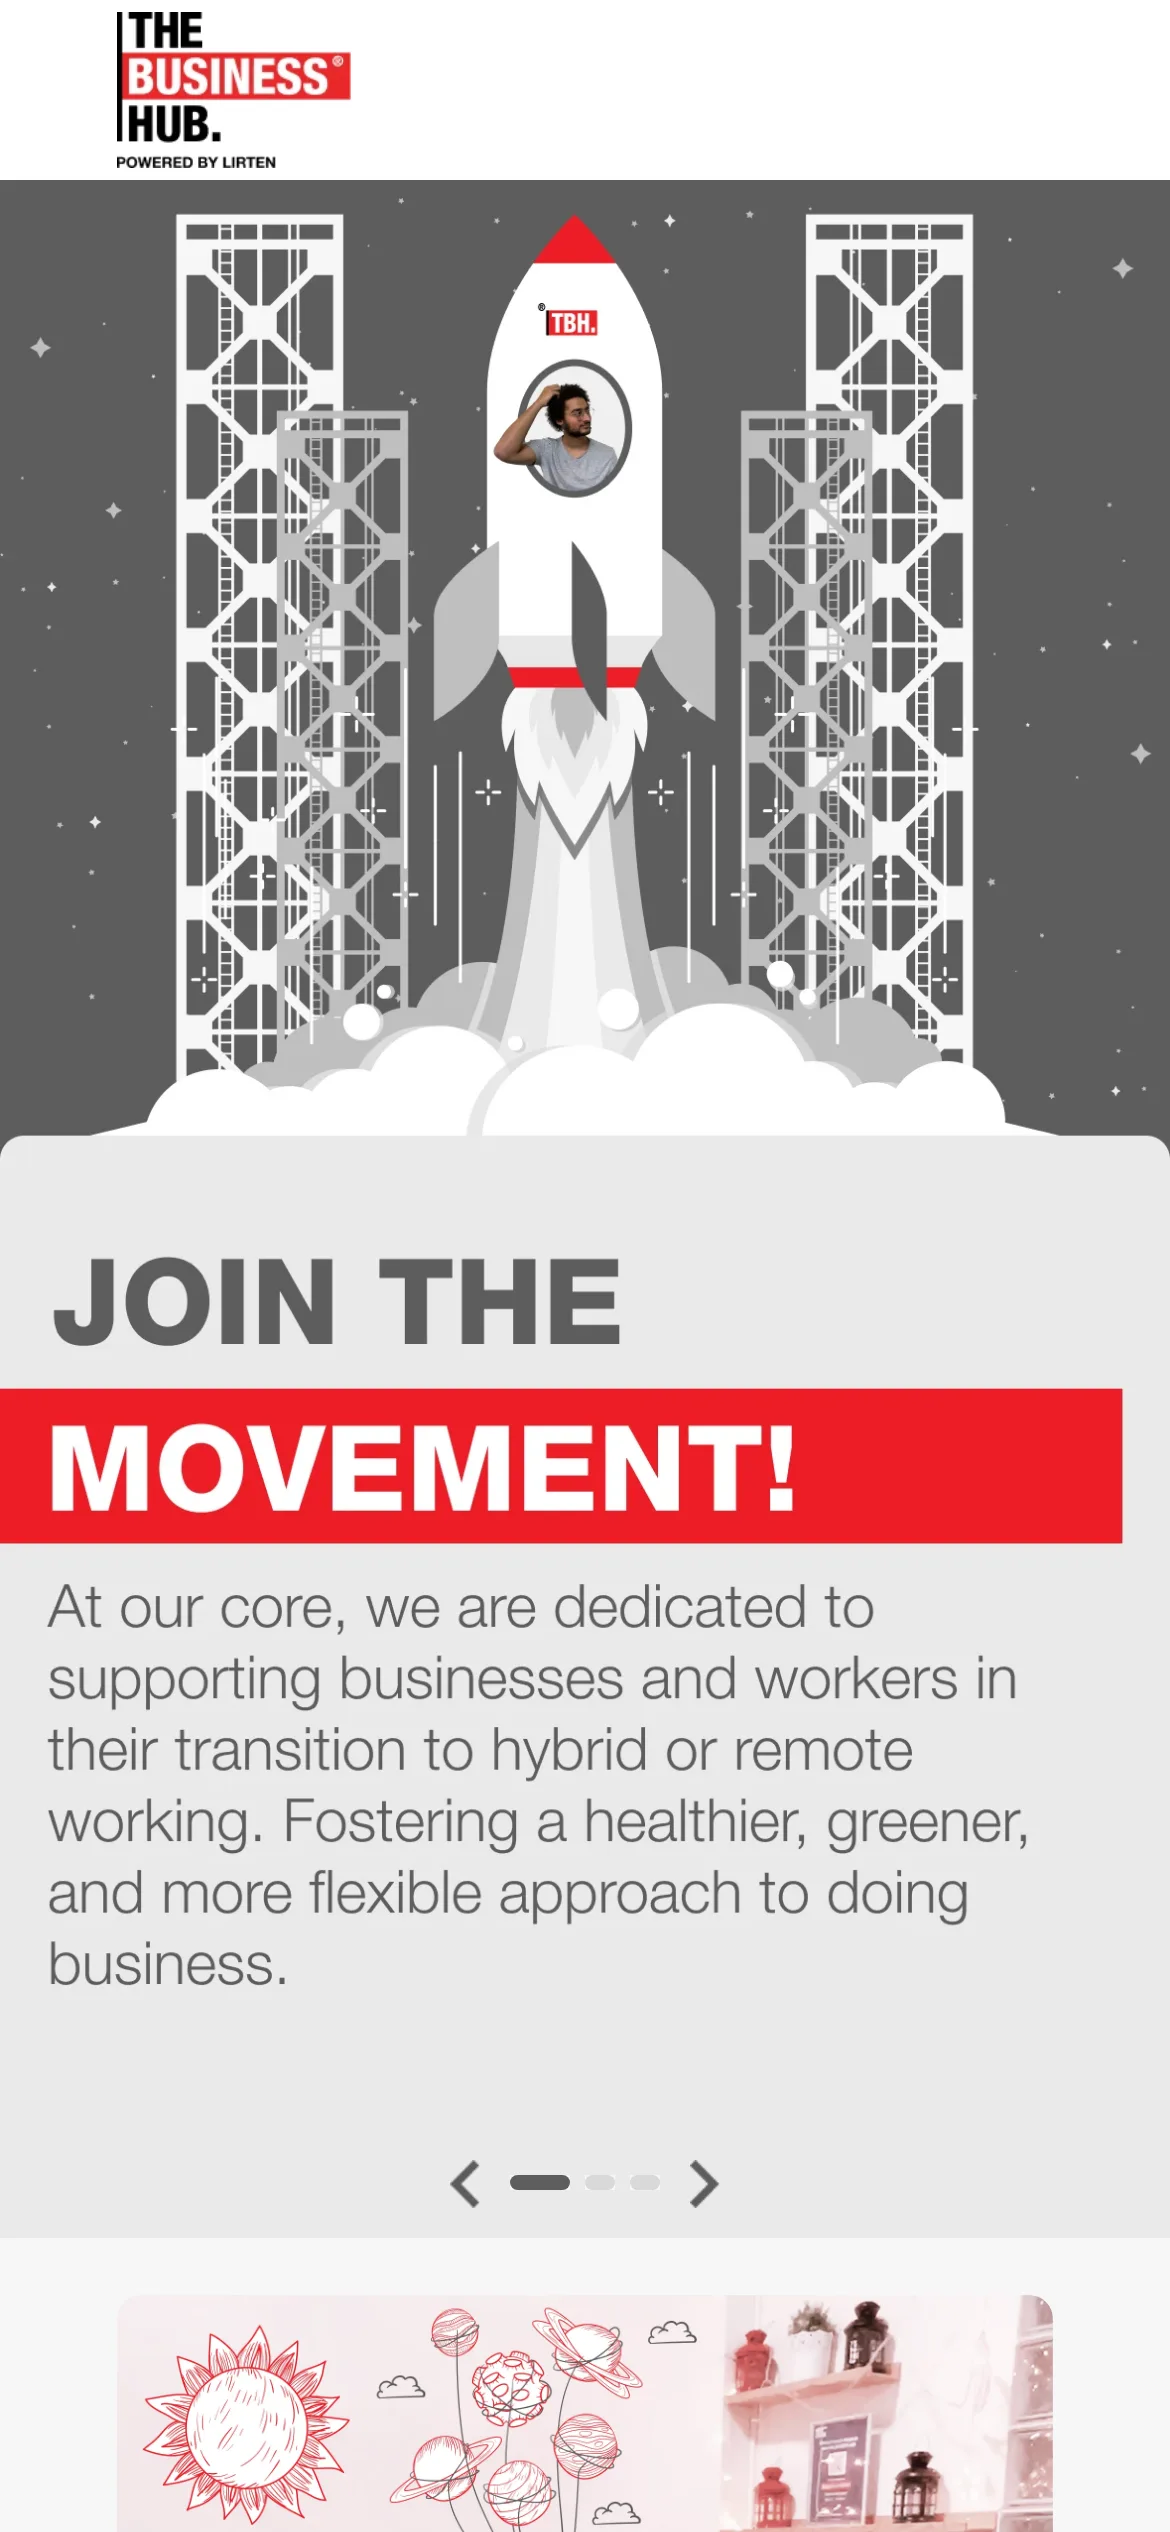 THE
BUSINESS®
HUB.
POWERED BY LIRTEN
® TBH.
JOIN THE
MOVEMENT!
At our core, we are dedicated to
supporting businesses and workers in
their transition to hybrid or remote
working. Fostering a healthier, greener,
and more flexible approach to doing
business.